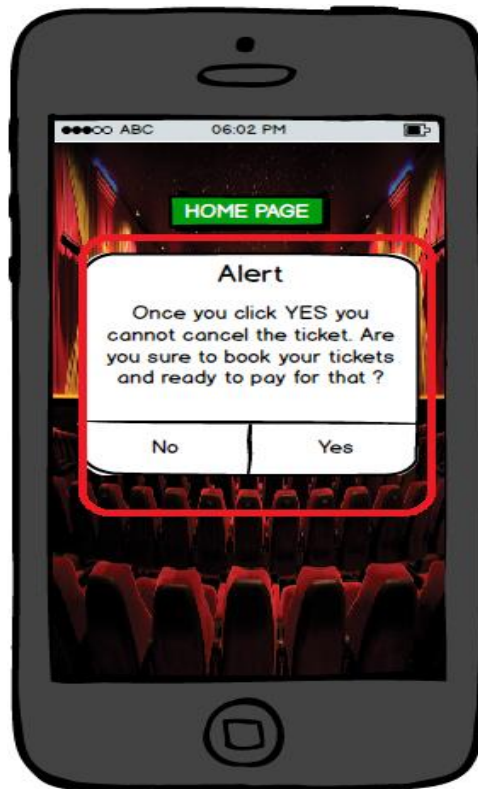 ABC 06:02 PM
HOME PAGE
Alert
Once you click YES you
cannot cancel the ticket. Are
you sure to book your tickets
and ready to pay for that ?
No Yes